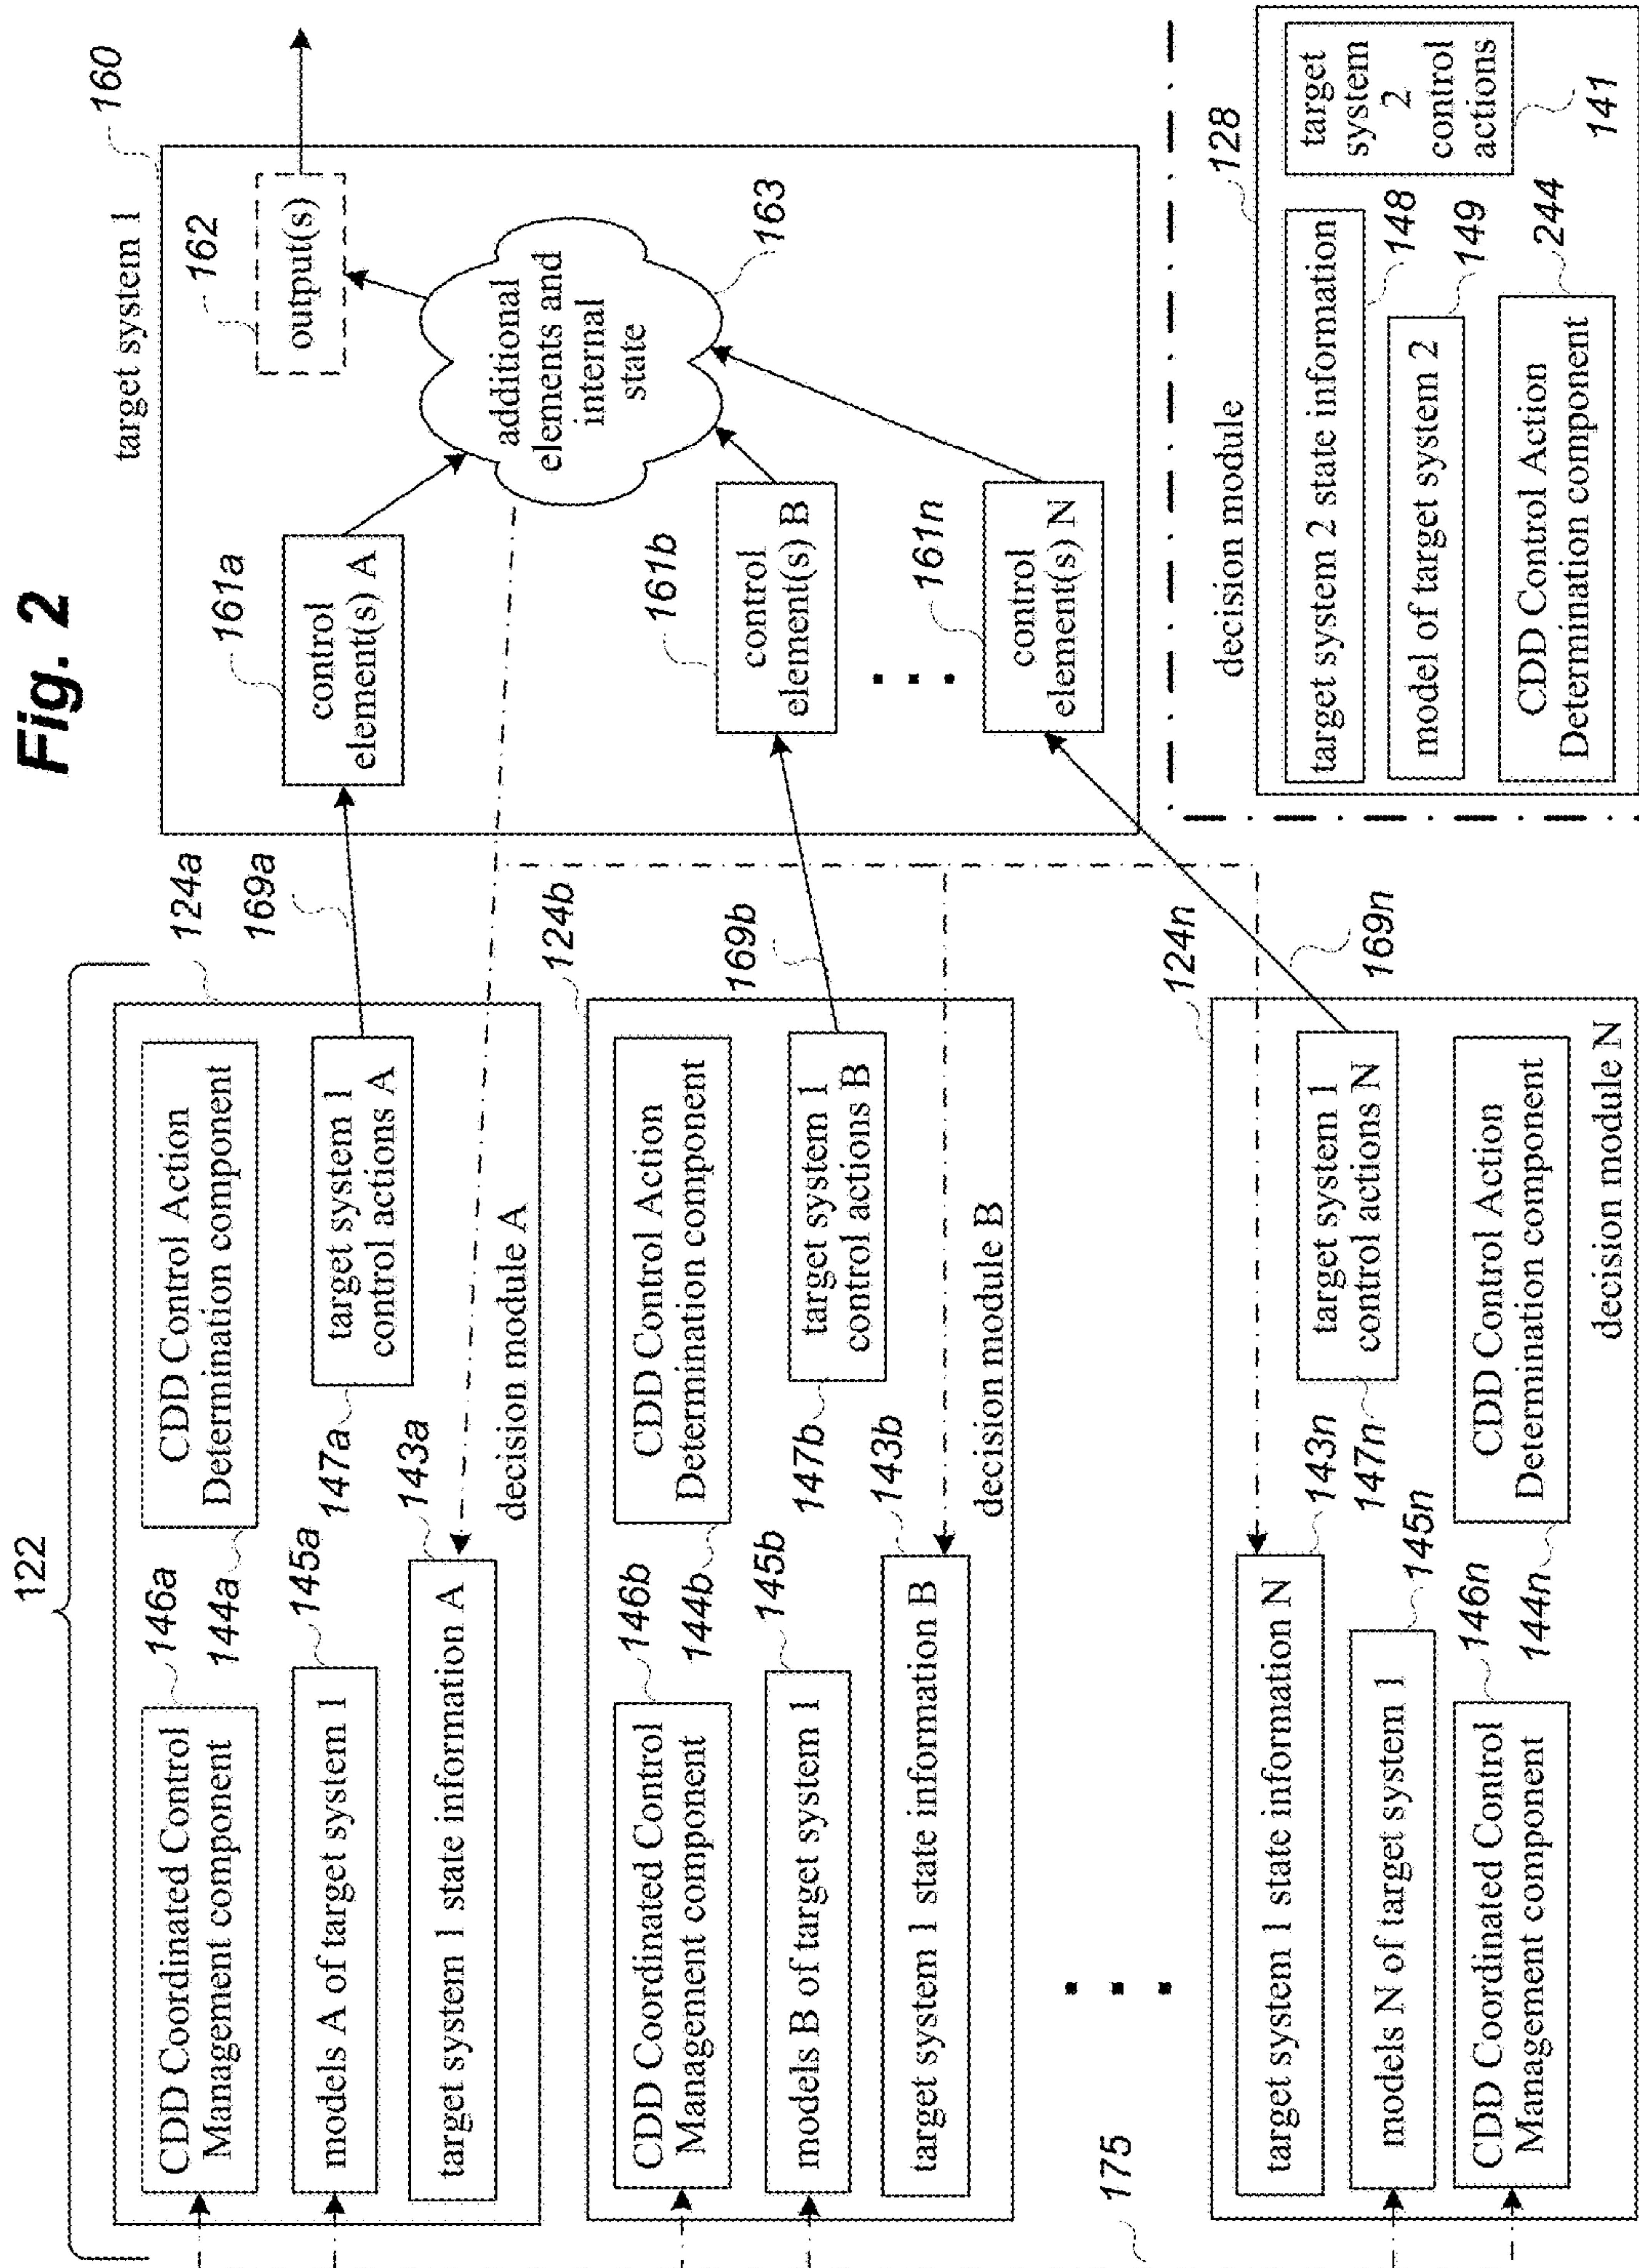 Fig. 2
122
124a
169a
146a
CDD Coordinated Control
Management component
144a
CDD Control Action
Determination component
145a
models A of target system 1
147a
target system 1
control actions A
143a
target system 1 state information A
decision module A
124b
169b
146b
CDD Coordinated Control
Management component
144b
CDD Control Action
Determination component
145b
models B of target system 1
147b
target system 1
control actions B
143b
target system 1 state information B
decision module B
175
124n
169n
target system 1 state information N
143n
target system 1
control actions N
147n
models N of target system 1
145n
CDD Coordinated Control
Management component
146n
144n
CDD Control Action
Determination component
decision module N
target system 1
160
161a
control
element(s) A
162
output(s)
additional
elements and
internal
state
163
161b
control
element(s) B
161n
control
element(s) N
decision module
128
target system 2 state information
148
model of target system 2
149
CDD Control Action
Determination component
244
target
system
2
control
actions
141